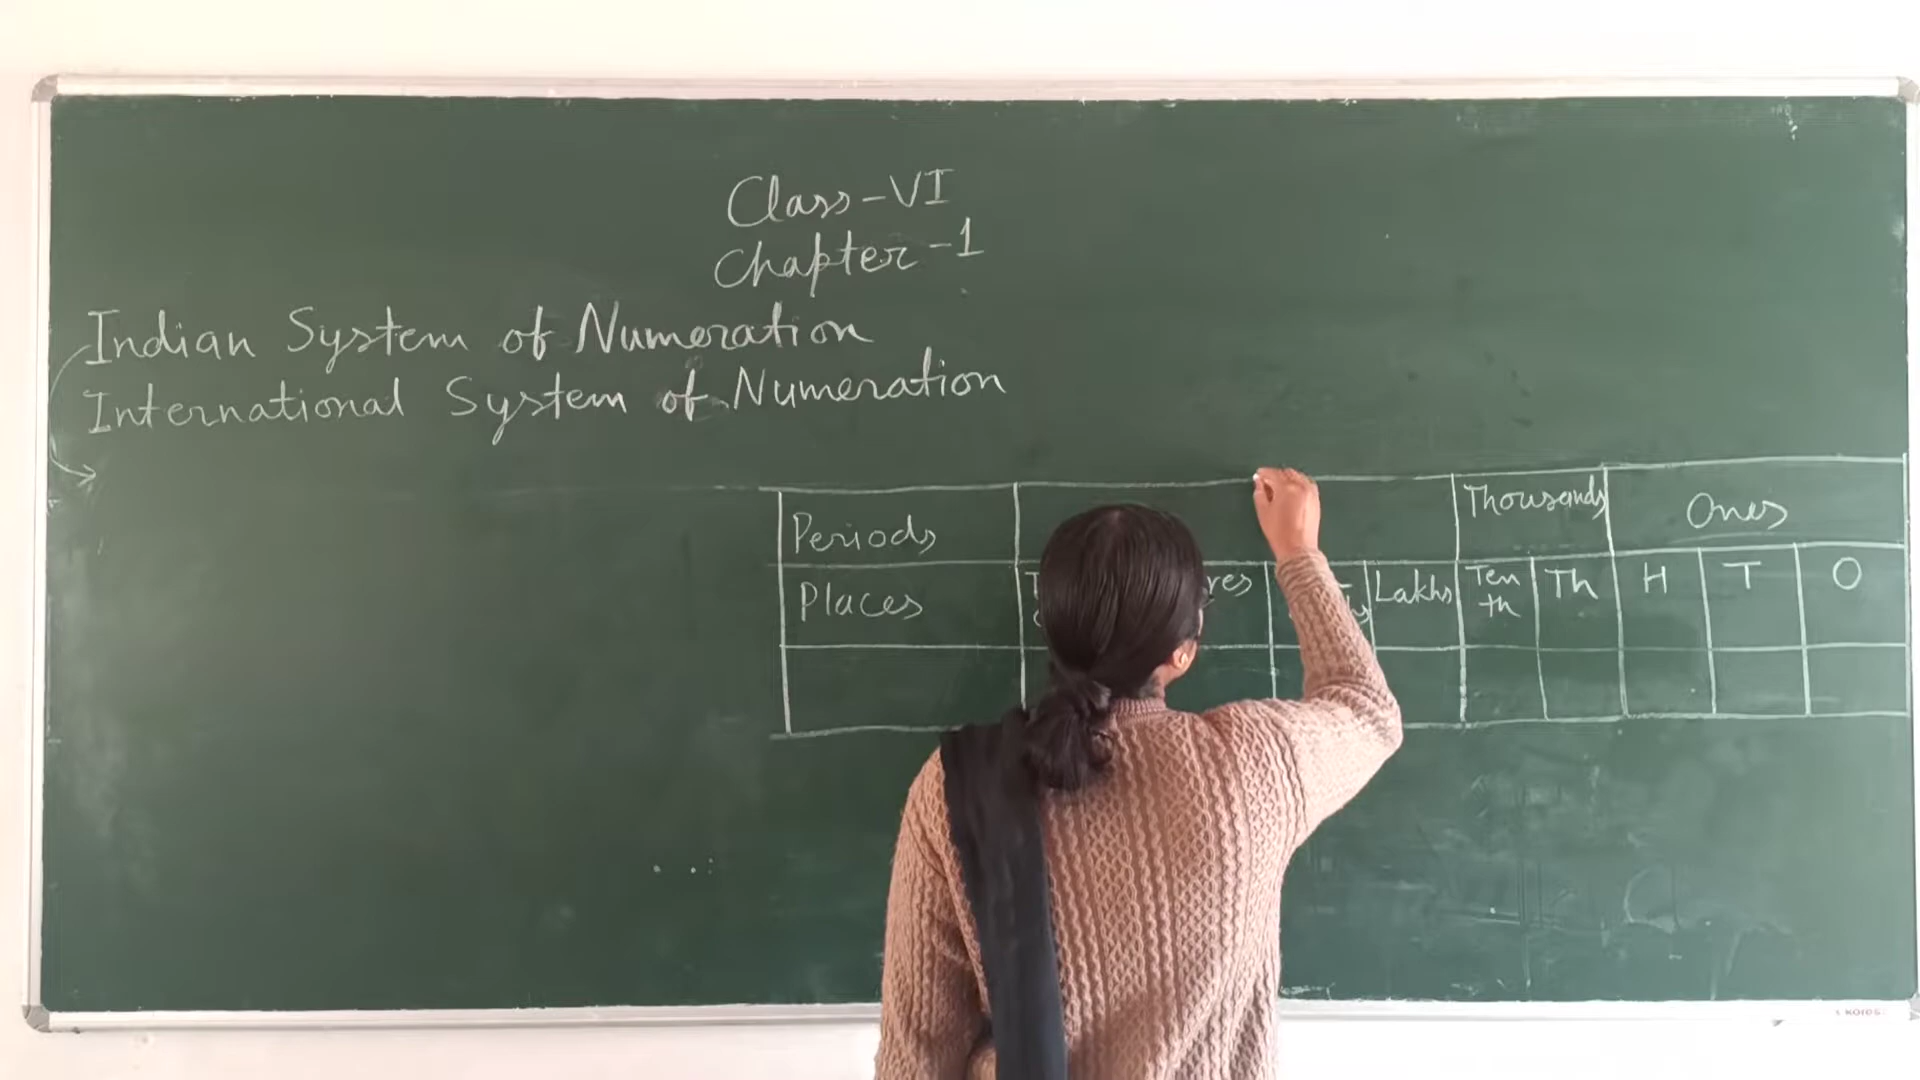 Class-VI
Chapter-1
Indian System of Numeration
International System of Numeration
Periods Thousands Ones
Places Lakhs Ten Th H T O
th
KORES